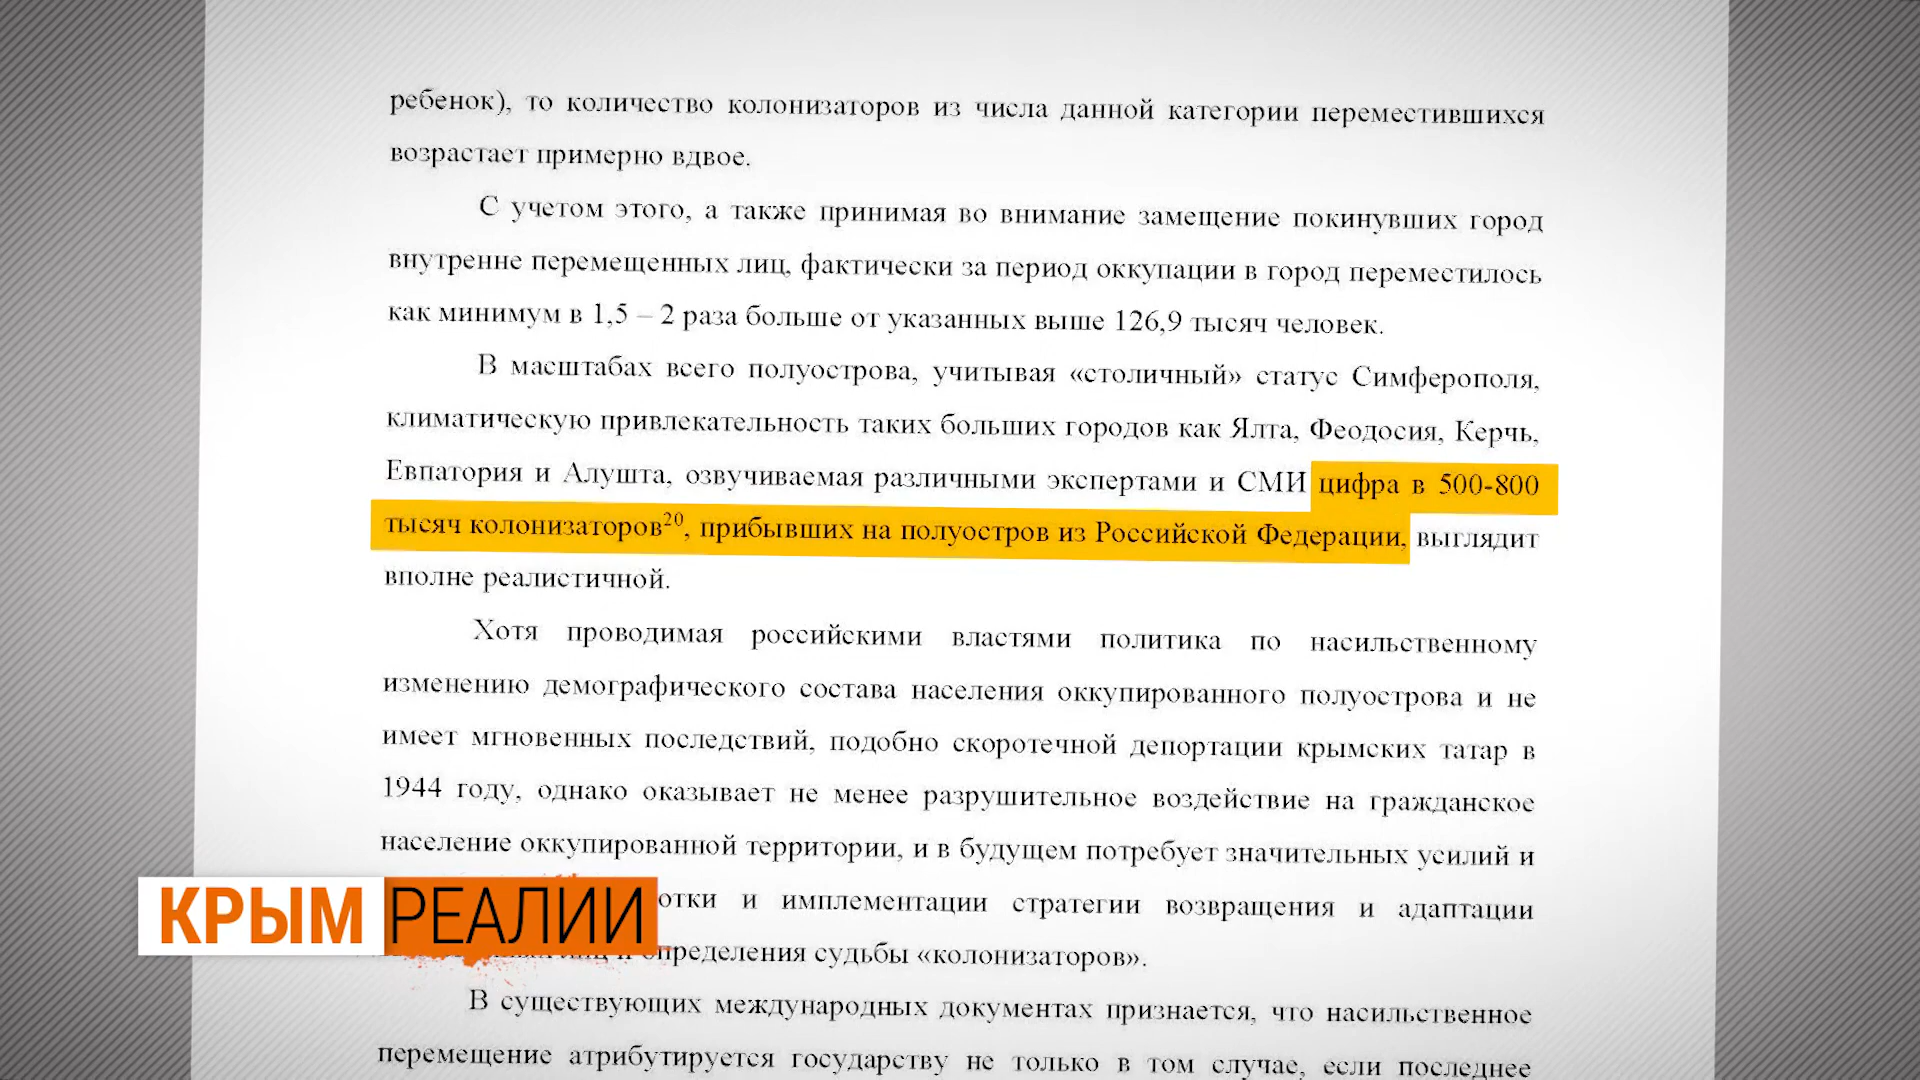 ребенок), то количество колонизаторов из числа данной категории переместившихся
возрастает примерно вдвое.
С учетом этого, а также принимая во внимание замещение покинувших город
внутренне перемещенных лиц, фактически за период оккупации в город переместилось
как минимум в 1,5 – 2 раза больше от указанных выше 126,9 тысяч человек.
В масштабах всего полуострова, учитывая «столичный» статус Симферополя,
климатическую привлекательность таких больших городов как Ялта, Феодосия, Керчь,
Евпатория и Алушта, озвучиваемая различными экспертами и СМИ цифра в 500-800
тысяч колонизаторов20, прибывших на полуостров из Российской Федерации, выглядит
вполне реалистичной.
Хотя проводимая российскими властями политика по насильственному
изменению демографического состава населения оккупированного полуострова и не
имеет мгновенных последствий, подобно скоротечной депортации крымских татар в
1944 году, однако оказывает не менее разрушительное воздействие на гражданское
население оккупированной территории, и в будущем потребует значительных усилий и
отки и имплементации стратегии возвращения и адаптации
КРЫМ РЕАЛИИ
лиц и определения судьбы «колонизаторов».
В существующих международных документах признается, что насильственное
перемещение атрибутируется государству не только в том случае, если последнее